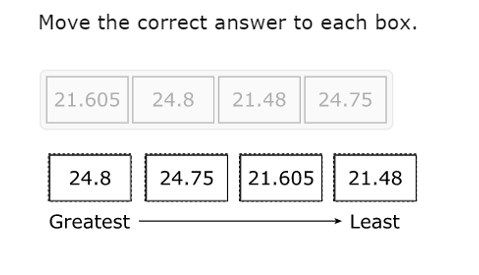 Move the correct answer to each box.
21.605 24.8 21.48 24.75
24.8 24.75 21.605 21.48
Greatest Least